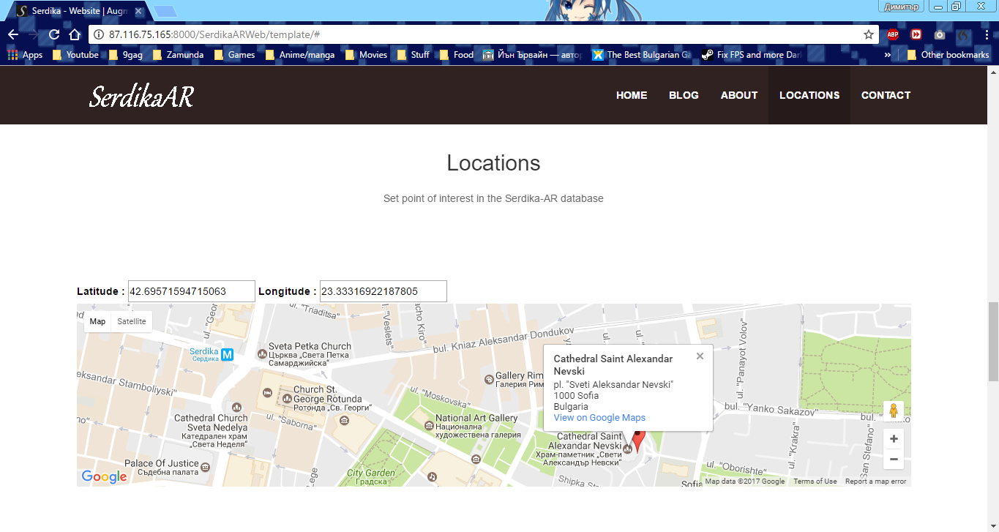 Serdika - Website | Augm
Димитър
87.116.75.165:8000/SerdikaARWeb/template/#
ABP
Apps Youtube 9gag Zamunda Games Anime/manga Movies Stuff Food Йън Ървайн — автор The Best Bulgarian Ga Fix FPS and more Dar » Other bookmarks
SerdikaAR
HOME BLOG ABOUT LOCATIONS CONTACT
Locations
Set point of interest in the Serdika-AR database
Latitude : 42.69571594715063 Longitude : 23.33316922187805
Map Satellite
ul. "Geor
ul. "Triaditsa"
ul. "Veslets"
acho Kiro"
bul. Kniaz Aleksandar Dondukov
ul. "Panayot Volov"
Serdika
Сердика
M
Sveta Petka Church
Църква „Света Петка
Самарджийска"
eksandar Stamboliyski"
Church St.
George Rotunda
Ротонда „Св. Георги"
Gallery Rim
Галерия Рим
ul. "Moskovska"
Cathedral Saint Alexandar
Nevski
pl. "Sveti Aleksandar Nevski"
1000 Sofia
Bulgaria
View on Google Maps
bul. "Yanko Sakazov"
Cathedral Church
Sveta Nedelya
Катедрален храм
„Света Неделя"
ul. "Saborna"
National Art Gallery
Национална
художествена галерия
Cathedral Saint
Alexandar Nevski
Храм-паметник „Свети
Александър Невски"
ul. "Krakra"
San Stefano"
Palace Of Justice
Съдебна палата
Lege
City Garden
Градска
Shipka St
Sofia
ul. "Oborishte"
+
−
Google
Map data ©2017 Google Terms of Use Report a map error